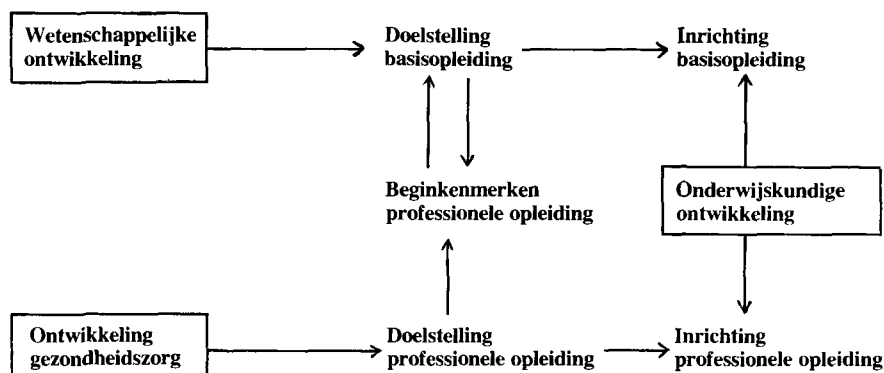 Wetenschappelijke
ontwikkeling
Doelstelling
basisopleiding
Inrichting
basisopleiding
Beginkenmerken
professionele opleiding
Onderwijskundige
ontwikkeling
Ontwikkeling
gezondheidszorg
Doelstelling
professionele opleiding
Inrichting
professionele opleiding